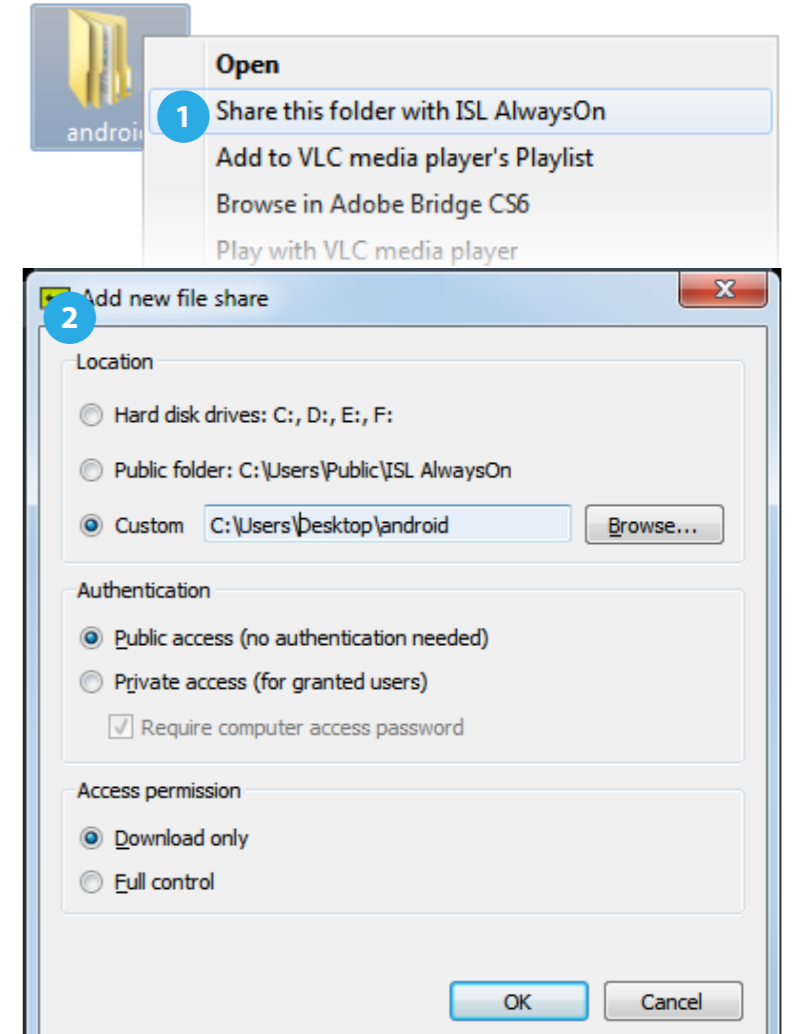 Open
androi
1
Share this folder with ISL AlwaysOn
Add to VLC media player's Playlist
Browse in Adobe Bridge CS6
Play with VLC media player
2
Add new file share
Location
Hard disk drives: C:, D:, E:, F:
Public folder: C:\Users\Public\ISL AlwaysOn
Custom C:\Users\Desktop\android Browse...
Authentication
Public access (no authentication needed)
Private access (for granted users)
Require computer access password
Access permission
Download only
Full control
OK Cancel